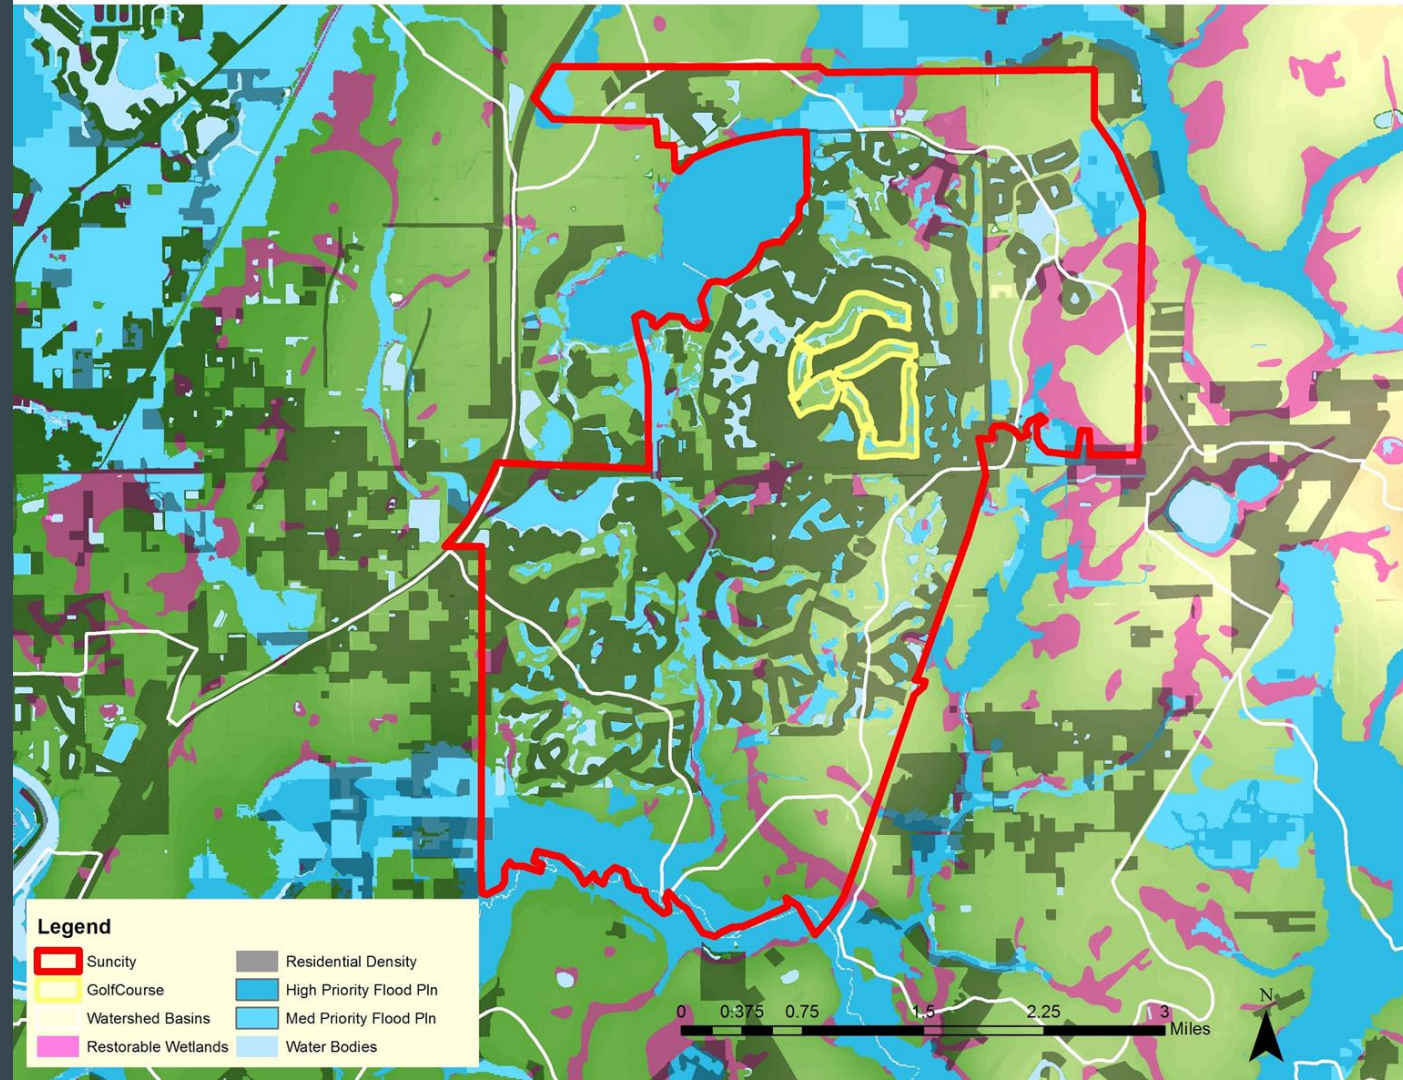 Legend
Suncity
GolfCourse
Watershed Basins
Restorable Wetlands
Residential Density
High Priority Flood Pln
Med Priority Flood Pln
Water Bodies
0 0.375 0.75 1.5 2.25 3
Miles
N